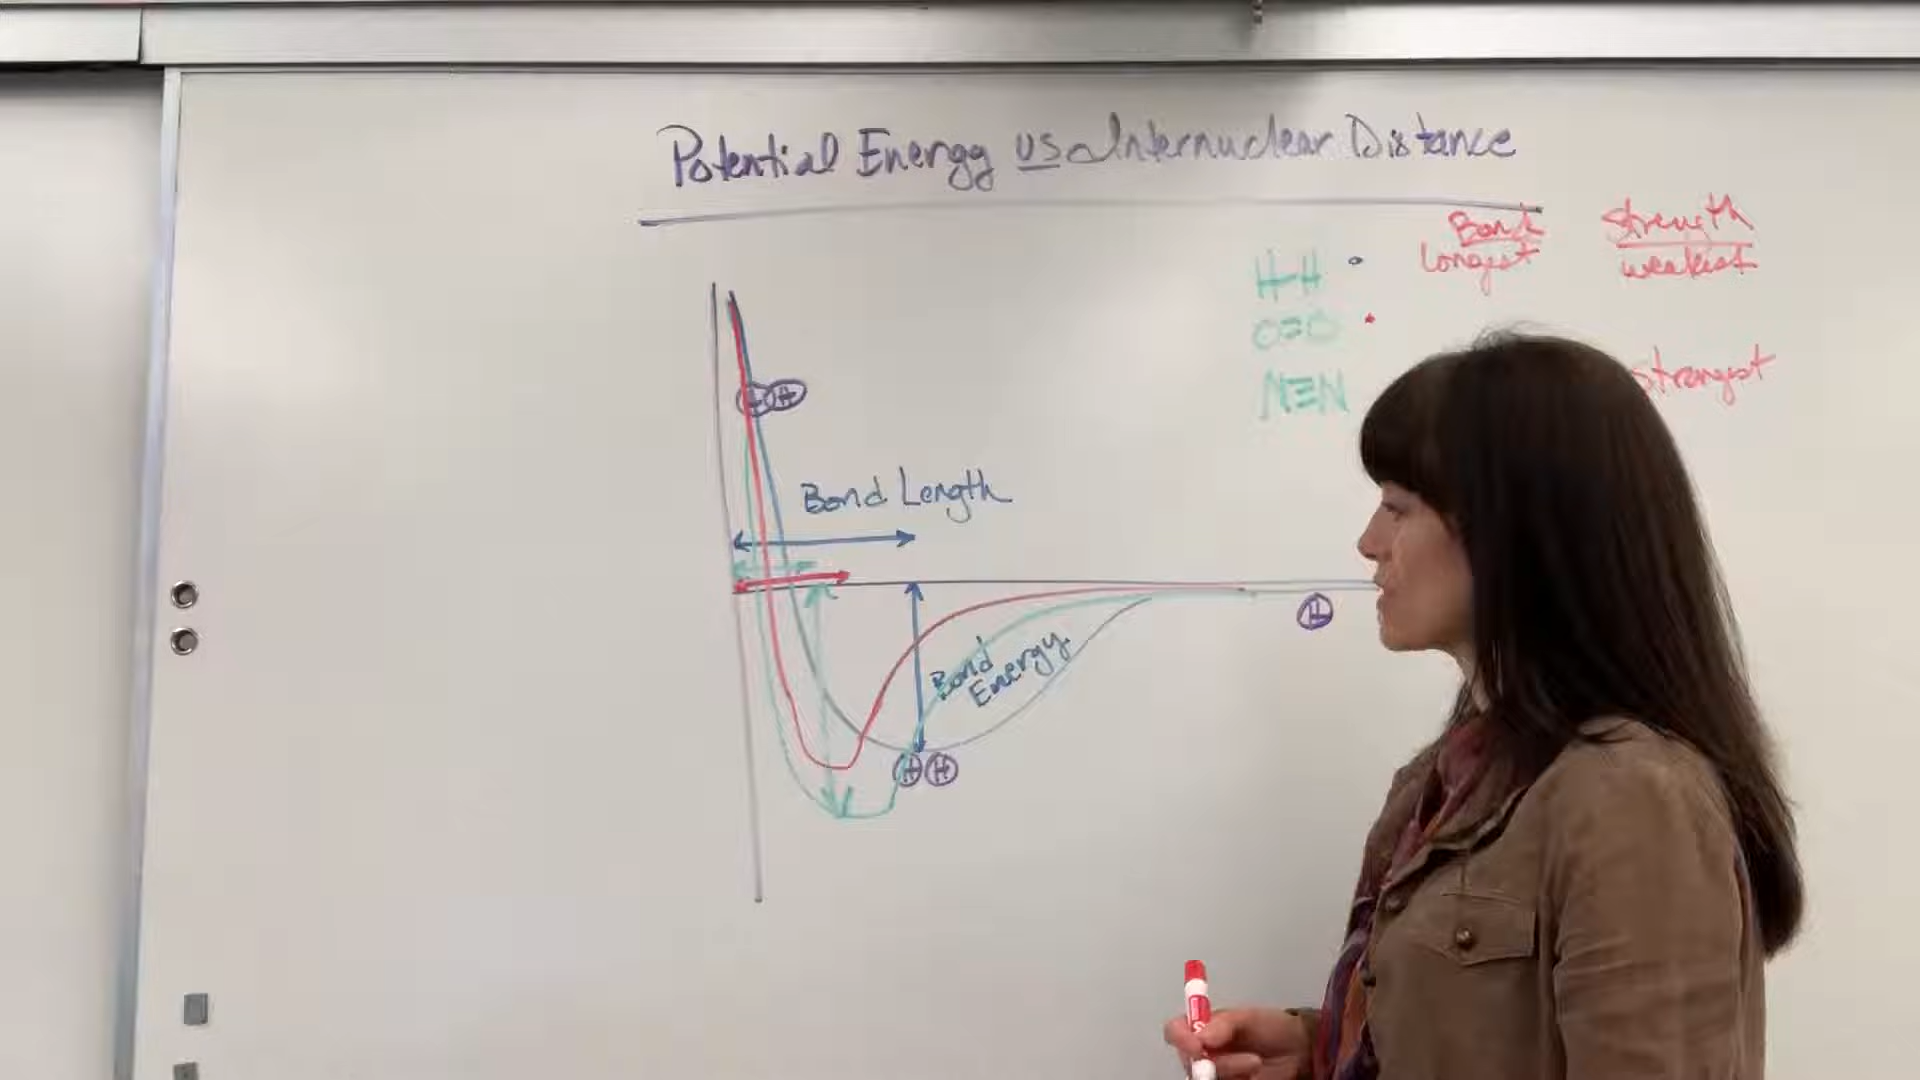 Potential Energy vs Internuclear Distance
Bond Strength
H-H Longest weakest
O=O
N≡N strongest
H H
Bond Length
H
Bond
Energy
H H